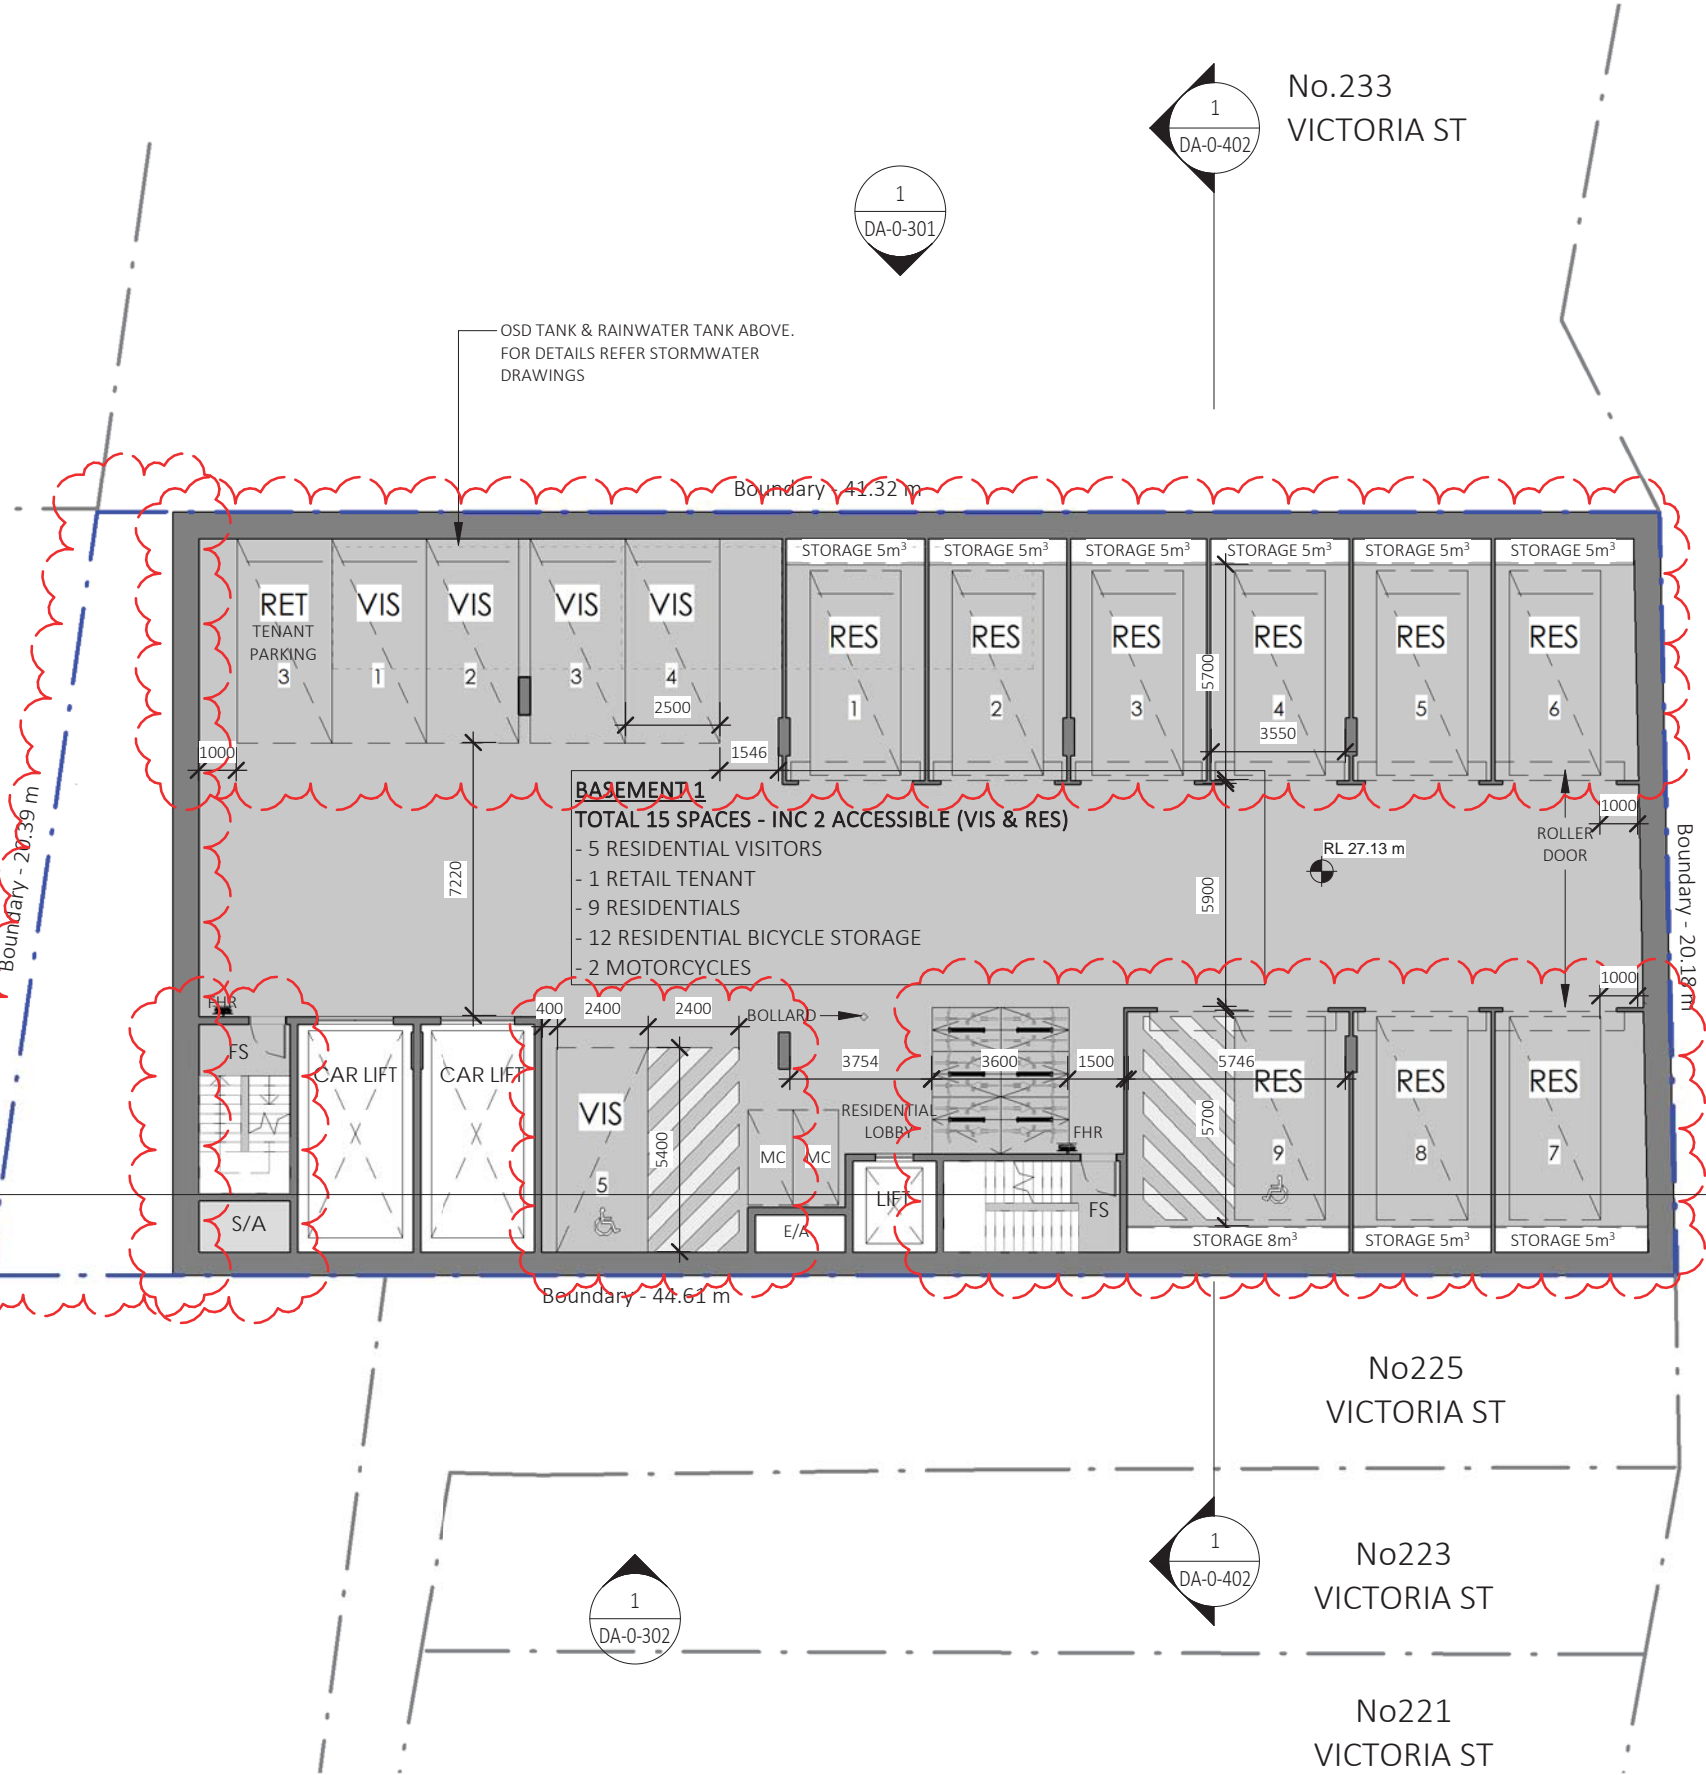 No.233
VICTORIA ST
1
DA-0-402
1
DA-0-301
OSD TANK & RAINWATER TANK ABOVE.
FOR DETAILS REFER STORMWATER
DRAWINGS
Boundary - 41.32 m
STORAGE 5m³
STORAGE 5m³
STORAGE 5m³
STORAGE 5m³
STORAGE 5m³
STORAGE 5m³
RET
TENANT
PARKING
3
VIS
1
VIS
2
VIS
3
VIS
4
RES
1
RES
2
RES
3
RES
4
RES
5
RES
6
2500
5700
3550
1000
1546
BASEMENT 1
TOTAL 15 SPACES - INC 2 ACCESSIBLE (VIS & RES)
- 5 RESIDENTIAL VISITORS
- 1 RETAIL TENANT
- 9 RESIDENTIALS
- 12 RESIDENTIAL BICYCLE STORAGE
- 2 MOTORCYCLES
7220
5900
RL 27.13 m
ROLLER
DOOR
1000
1000
Boundary - 20.39 m
Boundary - 20.18 m
FHR
FS
CAR LIFT
CAR LIFT
S/A
400
2400
2400
BOLLARD
3754
3600
1500
5746
VIS
5
5400
MC
MC
RESIDENTIAL
LOBBY
FHR
LIFT
E/A
FS
5700
RES
9
RES
8
RES
7
STORAGE 8m³
STORAGE 5m³
STORAGE 5m³
Boundary - 44.61 m
No225
VICTORIA ST
1
DA-0-402
No223
VICTORIA ST
1
DA-0-302
No221
VICTORIA ST